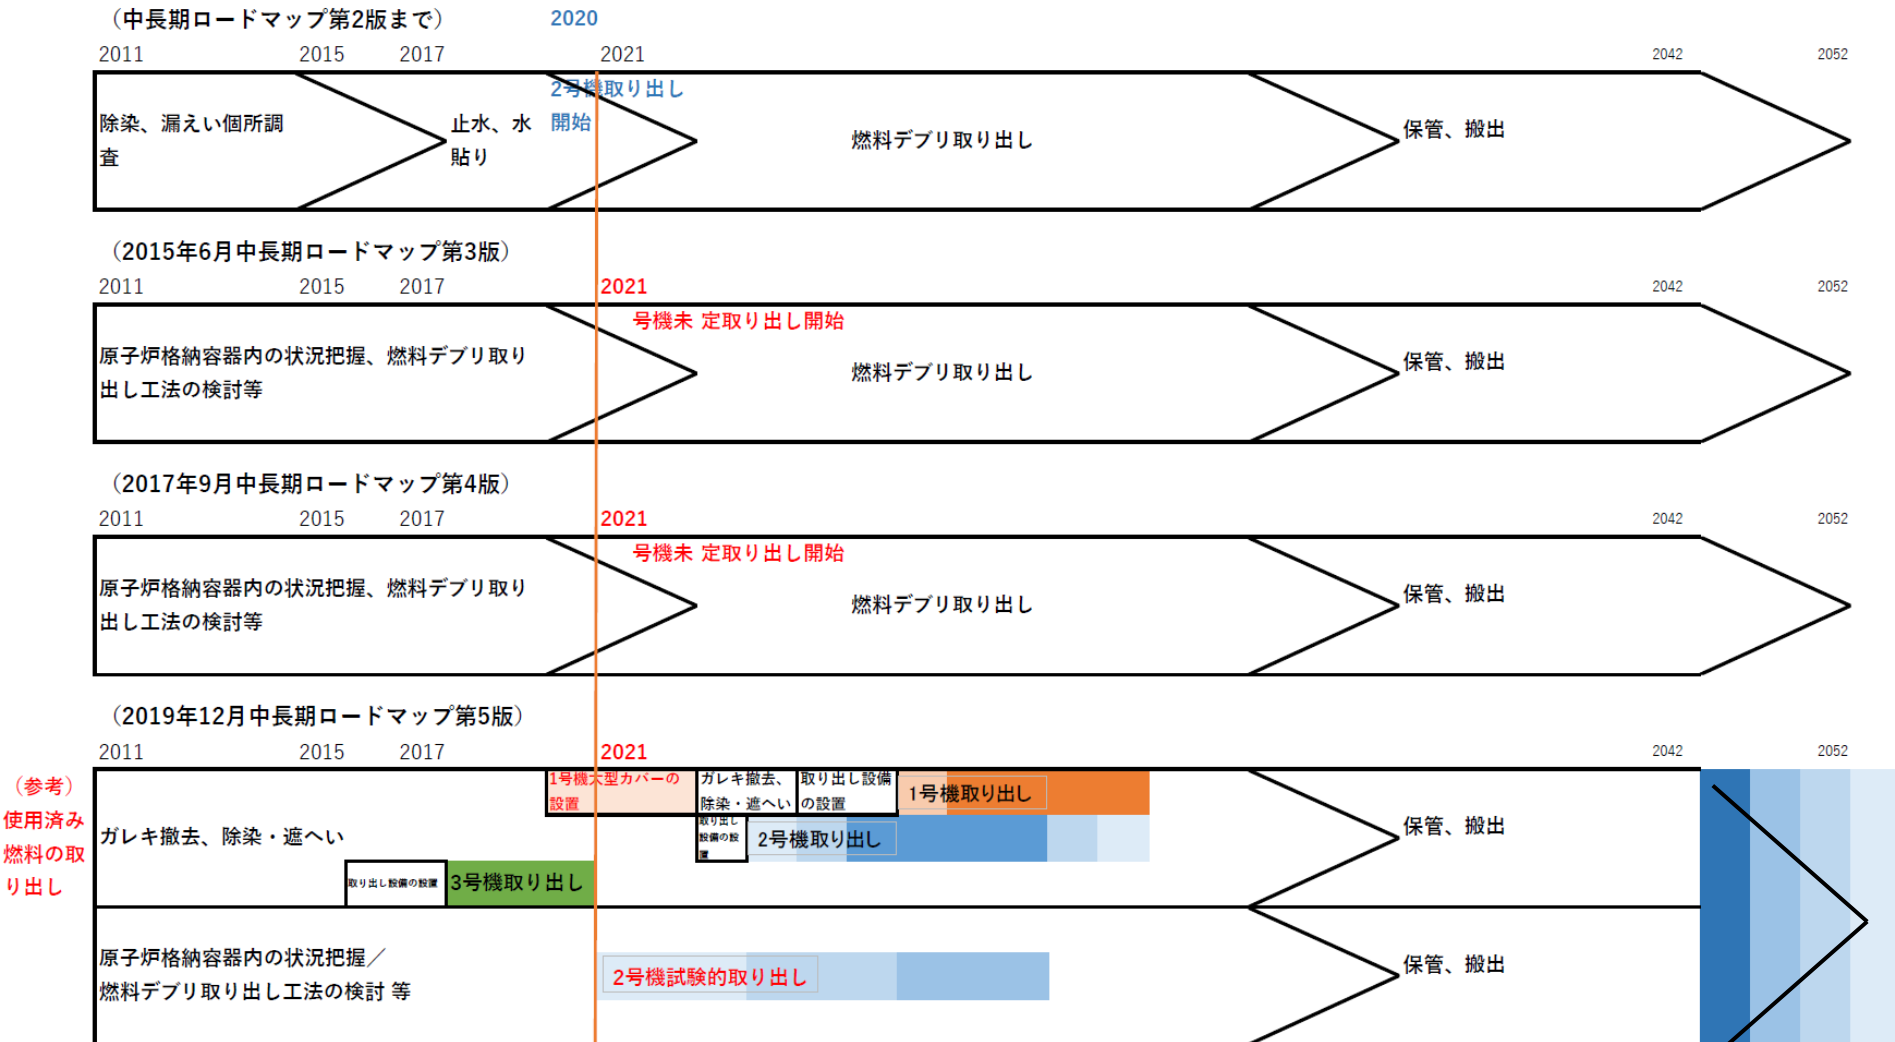 （中長期ロードマップ第2版まで）
2020
2011
2015
2017
2021
2042
2052
2号機取り出し
開始
除染、漏えい個所調
査
止水、水
貼り
燃料デブリ取り出し
保管、搬出
（2015年6月中長期ロードマップ第3版）
2011
2015
2017
2021
2042
2052
号機未 定取り出し開始
原子炉格納容器内の状況把握、燃料デブリ取り
出し工法の検討等
燃料デブリ取り出し
保管、搬出
（2017年9月中長期ロードマップ第4版）
2011
2015
2017
2021
2042
2052
号機未 定取り出し開始
原子炉格納容器内の状況把握、燃料デブリ取り
出し工法の検討等
燃料デブリ取り出し
保管、搬出
（2019年12月中長期ロードマップ第5版）
2011
2015
2017
2021
2042
2052
（参考）
使用済み
燃料の取
り出し
1号機大型カバーの
設置
ガレキ撤去、
除染・遮へい
取り出し設備
の設置
1号機取り出し
取り出し
設備の設
置
2号機取り出し
ガレキ撤去、除染・遮へい
保管、搬出
取り出し設備の設置
3号機取り出し
原子炉格納容器内の状況把握／
燃料デブリ取り出し工法の検討 等
2号機試験的取り出し
保管、搬出